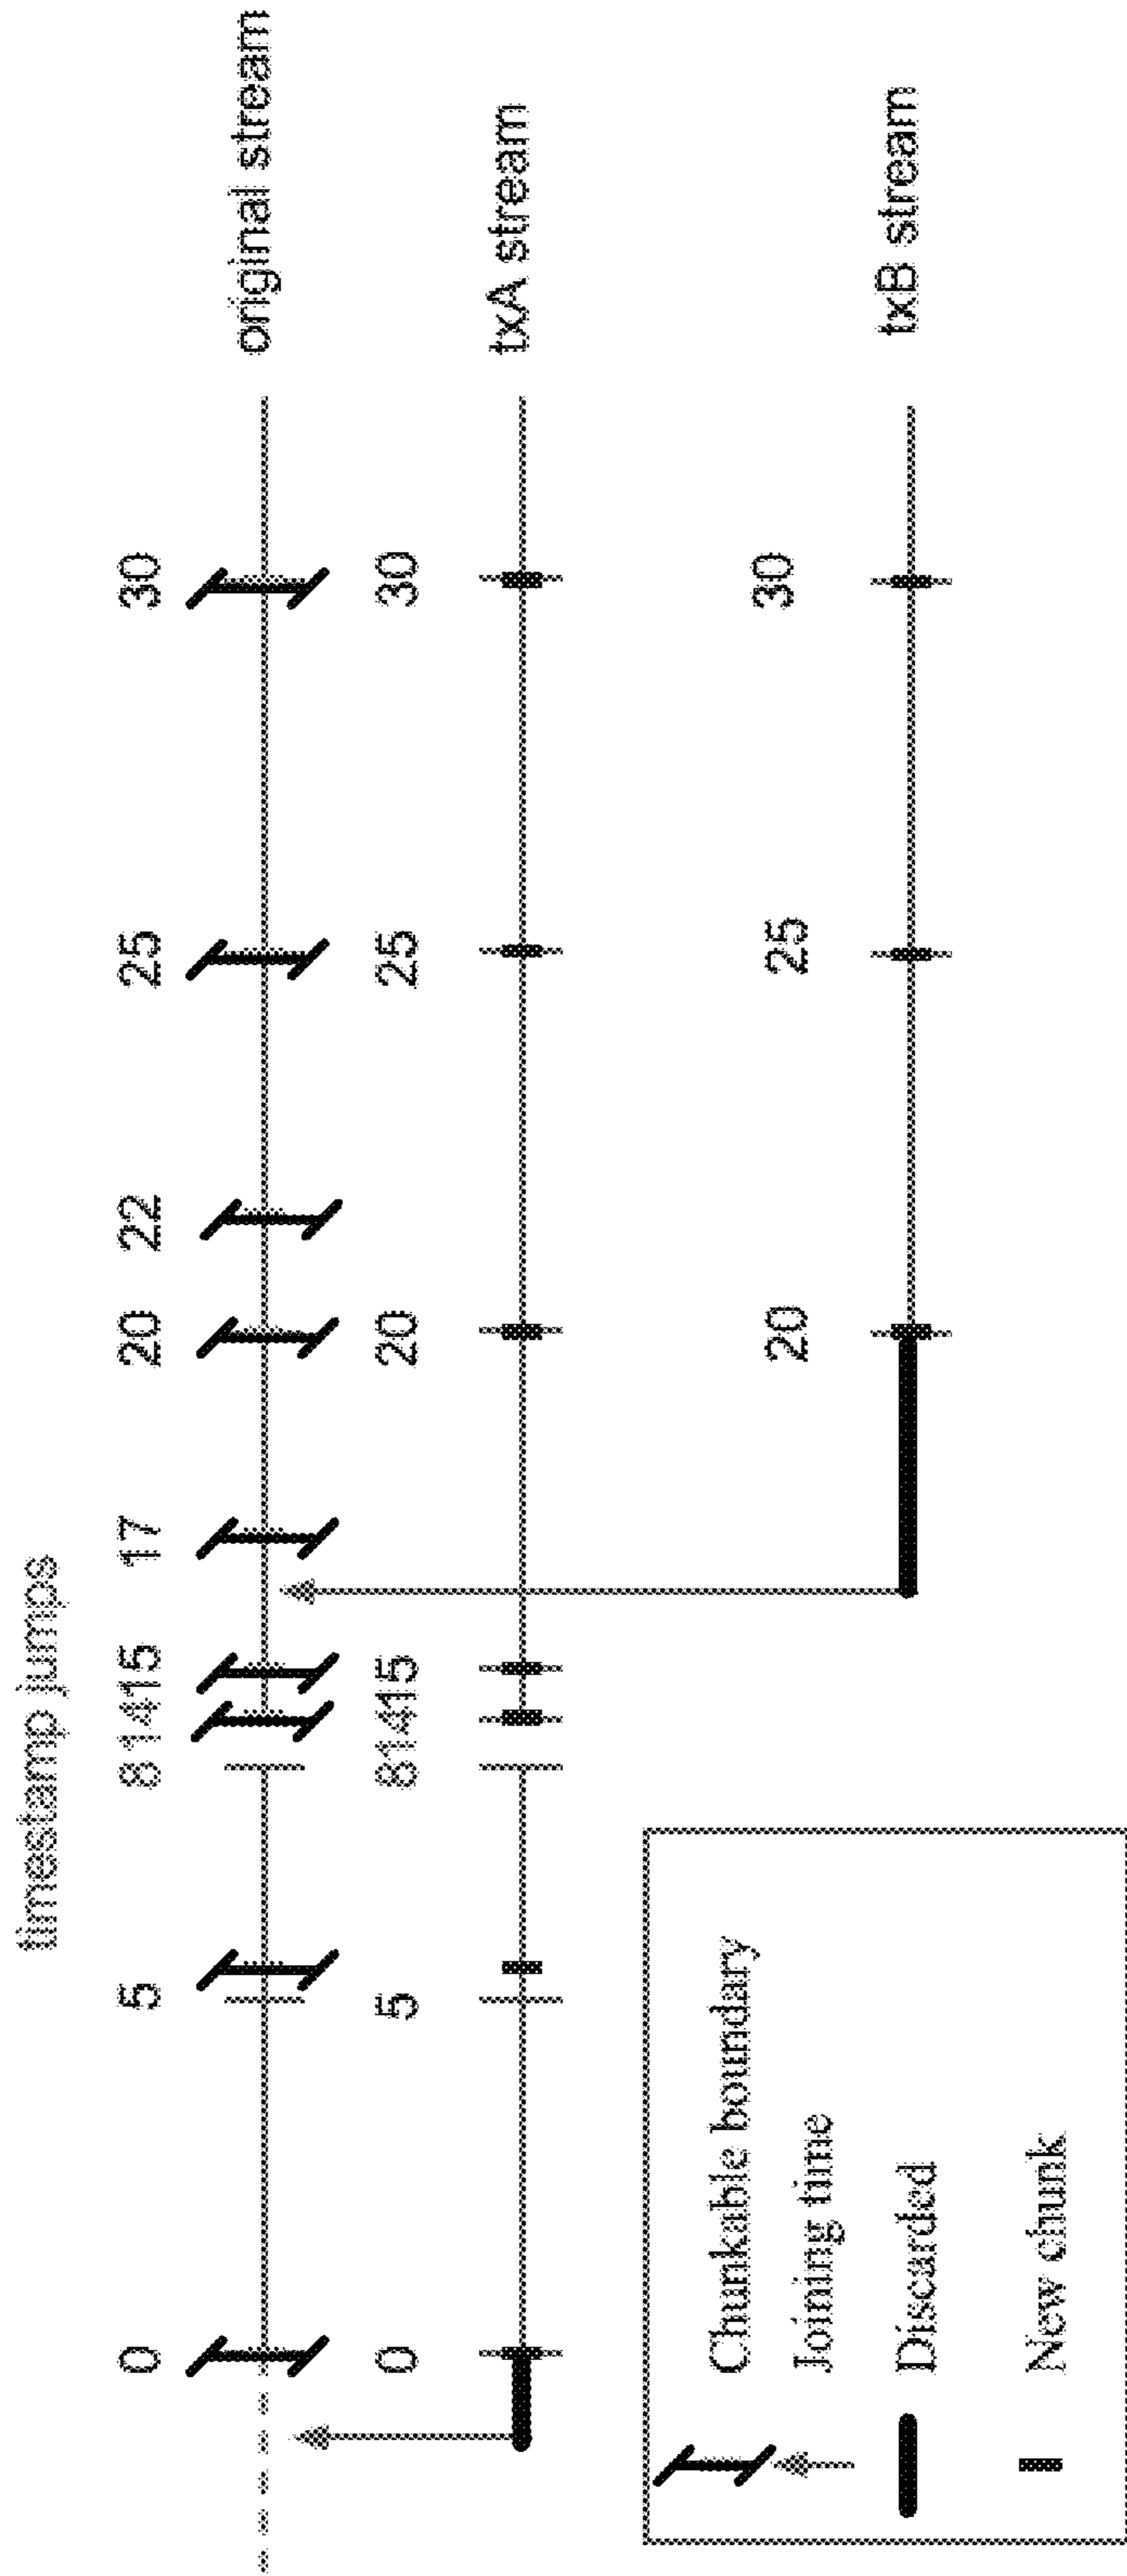 timestamp jumps
0 5 8 14 15 17 20 22 25 30
original stream
0 5 8 14 15 20 25 30
txA stream
20 25 30
txB stream
Chunkable boundary
Joining time
Discarded
New chunk